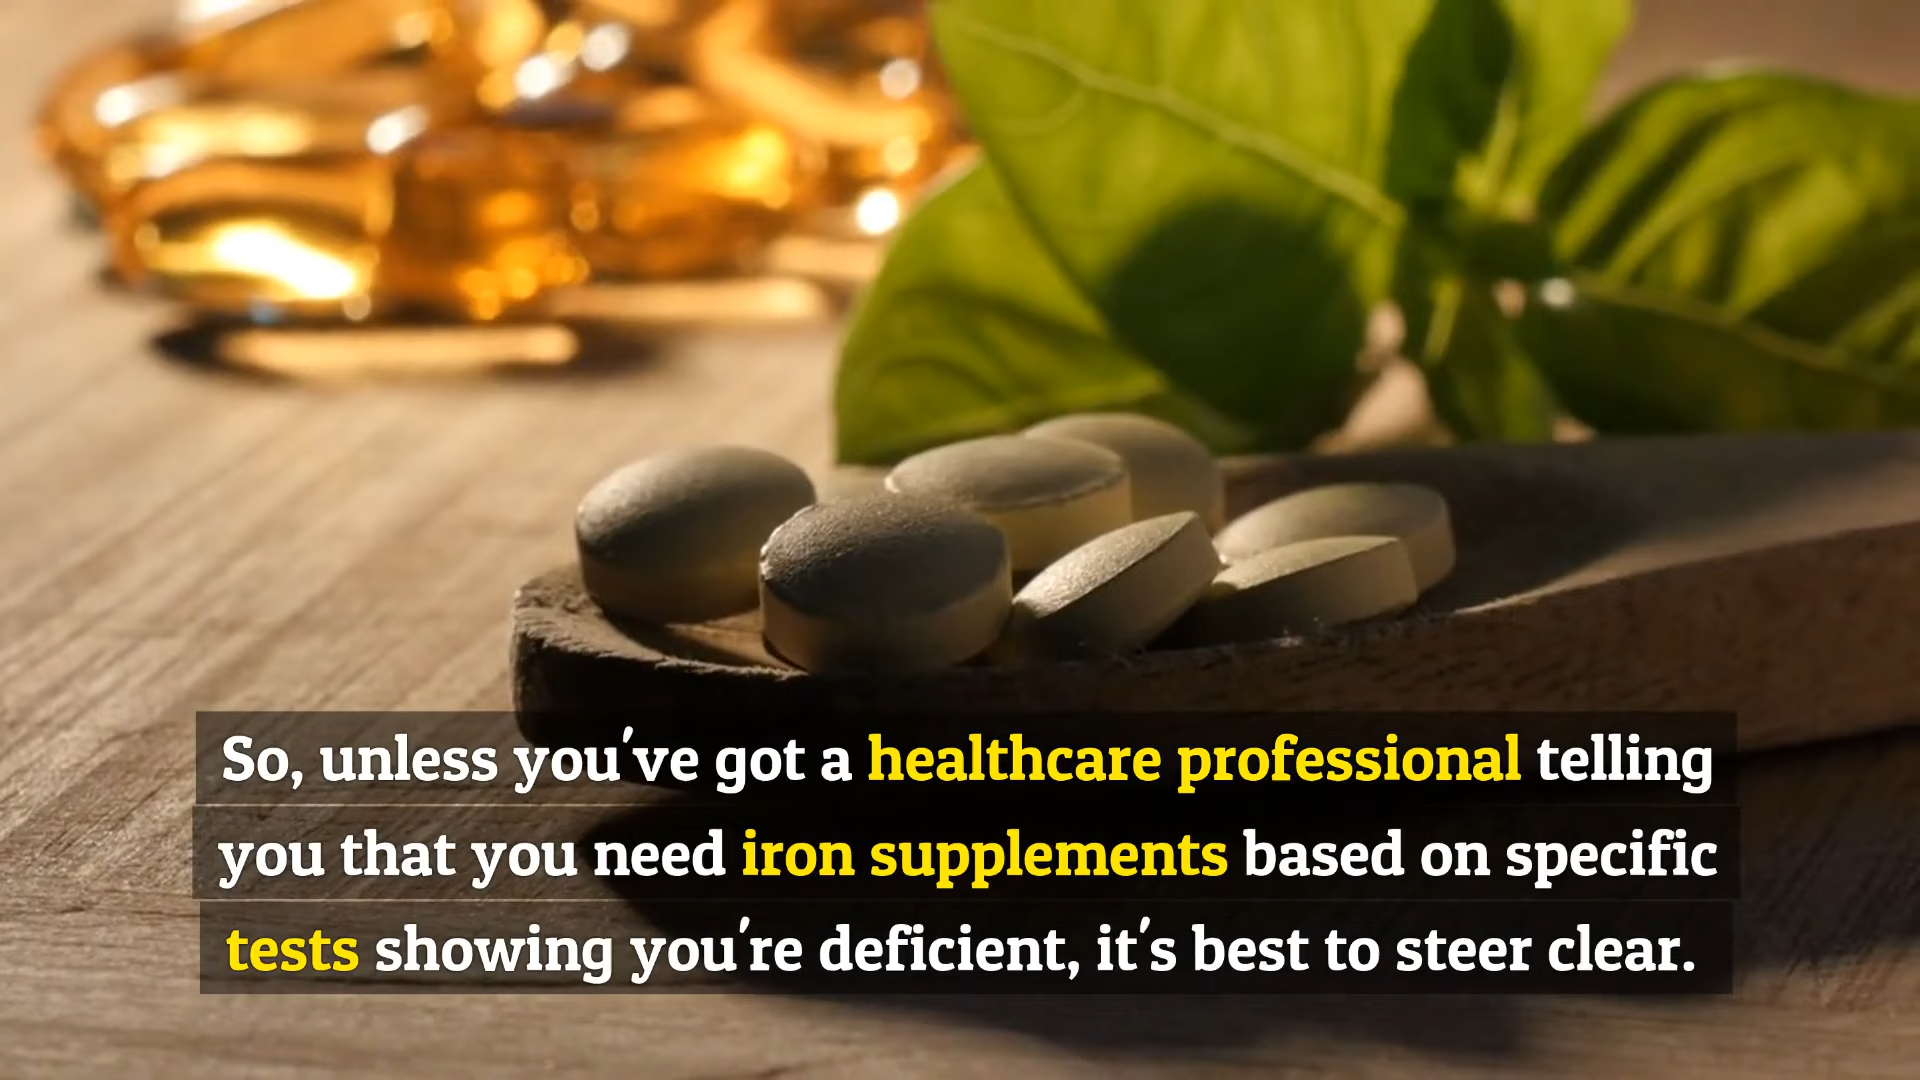 So, unless you've got a healthcare professional telling
you that you need iron supplements based on specific
tests showing you're deficient, it's best to steer clear.